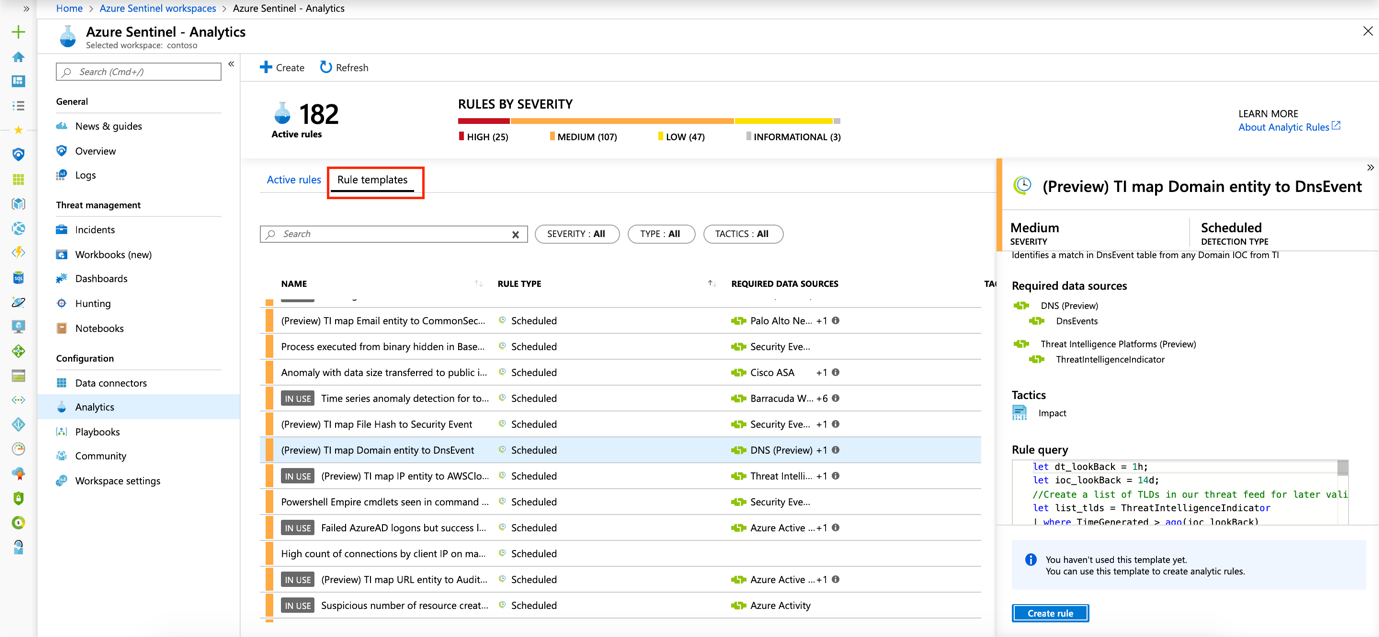 Home > Azure Sentinel workspaces > Azure Sentinel - Analytics
Azure Sentinel - Analytics
Selected workspace: contoso
Search (Cmd+/)
General
News & guides
Overview
Logs
Threat management
Incidents
Workbooks (new)
Dashboards
Hunting
Notebooks
Configuration
Data connectors
Analytics
Playbooks
Community
Workspace settings
Create
Refresh
182
Active rules
RULES BY SEVERITY
HIGH (25) MEDIUM (107) LOW (47) INFORMATIONAL (3)
LEARN MORE
About Analytic Rules
Active rules Rule templates
Search SEVERITY : All TYPE : All TACTICS : All
NAME RULE TYPE REQUIRED DATA SOURCES TAC
(Preview) TI map Email entity to CommonSec... Scheduled Palo Alto Ne... +1
Process executed from binary hidden in Base... Scheduled Security Eve...
Anomaly with data size transferred to public i... Scheduled Cisco ASA +1
IN USE Time series anomaly detection for to... Scheduled Barracuda W... +6
(Preview) TI map File Hash to Security Event Scheduled Security Eve... +1
(Preview) TI map Domain entity to DnsEvent Scheduled DNS (Preview) +1
IN USE (Preview) TI map IP entity to AWSClo... Scheduled Threat Intelli... +1
Powershell Empire cmdlets seen in command ... Scheduled Security Eve...
IN USE Failed AzureAD logons but success l... Scheduled Azure Active ... +1
High count of connections by client IP on ma... Scheduled
IN USE (Preview) TI map URL entity to Audit... Scheduled Azure Active ... +1
IN USE Suspicious number of resource creat... Scheduled Azure Activity
(Preview) TI map Domain entity to DnsEvent
Medium
SEVERITY
Scheduled
DETECTION TYPE
Identifies a match in DnsEvent table from any Domain IOC from TI
Required data sources
DNS (Preview)
DnsEvents
Threat Intelligence Platforms (Preview)
ThreatIntelligenceIndicator
Tactics
Impact
Rule query
let dt_lookBack = 1h;
let ioc_lookBack = 14d;
//Create a list of TLDs in our threat feed for later vali
let list_tlds = ThreatIntelligenceIndicator
| where TimeGenerated > ago(ioc_lookBack)
You haven't used this template yet.
You can use this template to create analytic rules.
Create rule